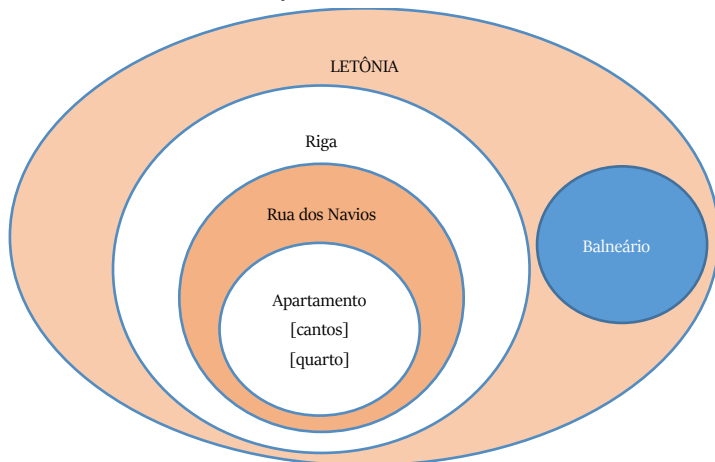 LETÔNIA
Riga
Rua dos Navios
Balneário
Apartamento
[cantos]
[quarto]